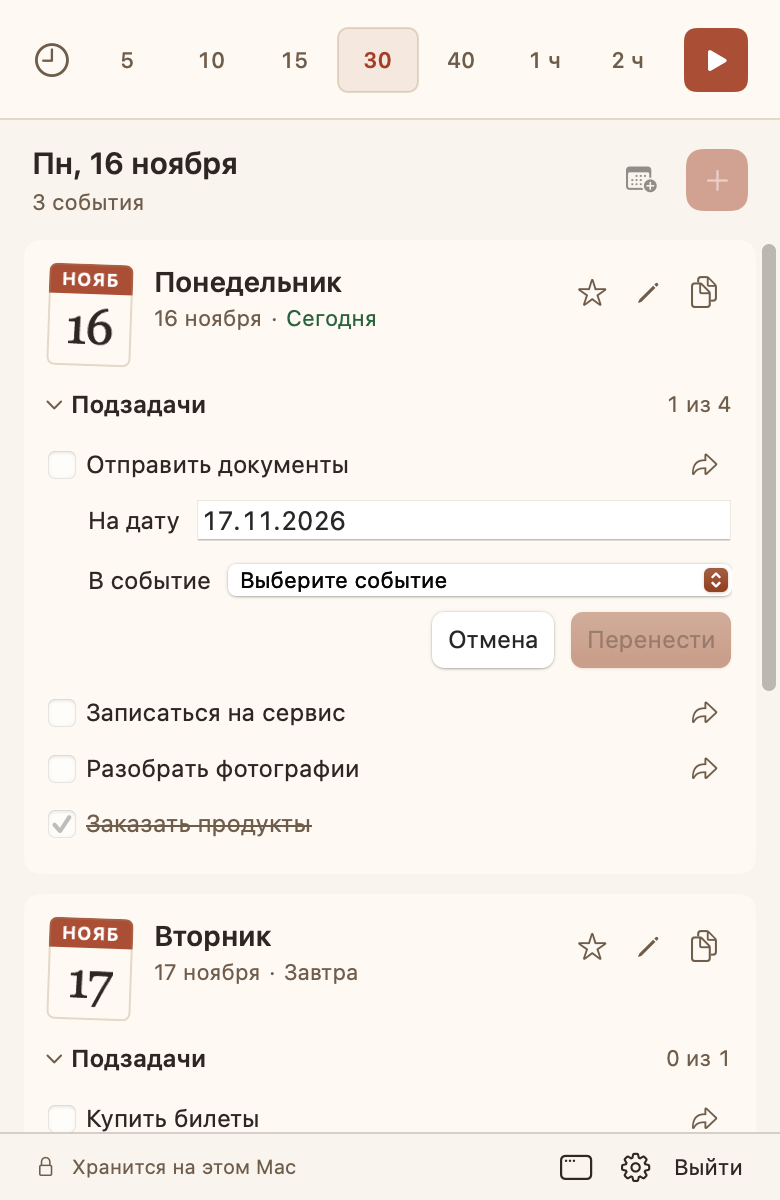 5 10 15 30 40 1 ч 2 ч
Пн, 16 ноября
3 события
НОЯБ
16
Понедельник
16 ноября · Сегодня
Подзадачи 1 из 4
Отправить документы
На дату 17.11.2026
В событие Выберите событие
Отмена Перенести
Записаться на сервис
Разобрать фотографии
Заказать продукты
НОЯБ
17
Вторник
17 ноября · Завтра
Подзадачи 0 из 1
Купить билеты
Хранится на этом Mac Выйти